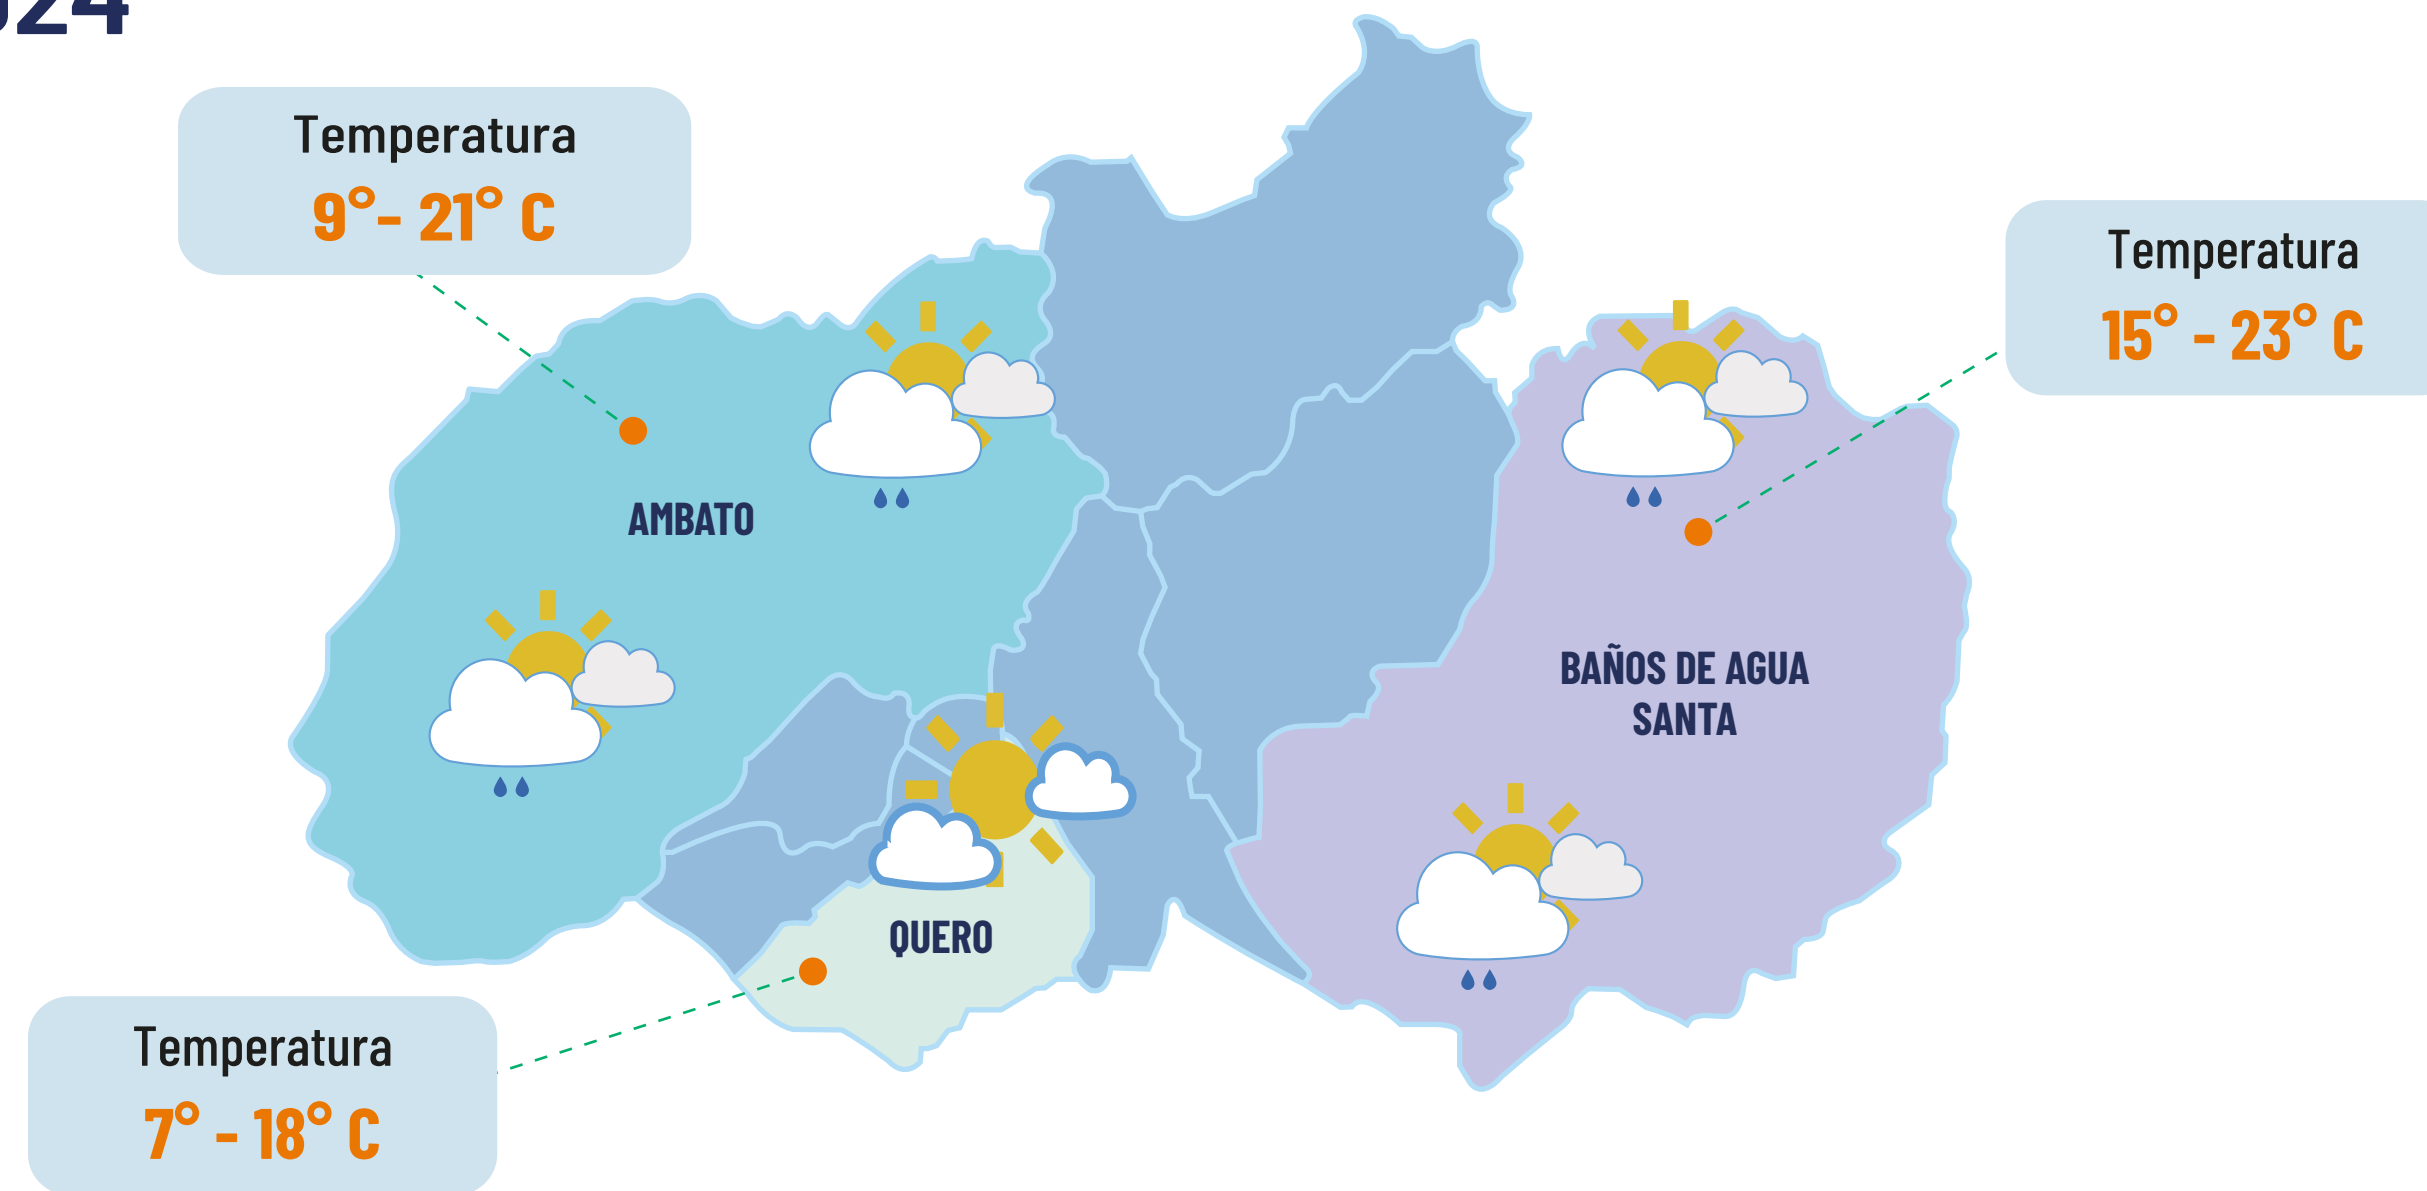 Temperatura
9°- 21° C
Temperatura
15° - 23° C
AMBATO
BAÑOS DE AGUA
SANTA
QUERO
Temperatura
7° - 18° C